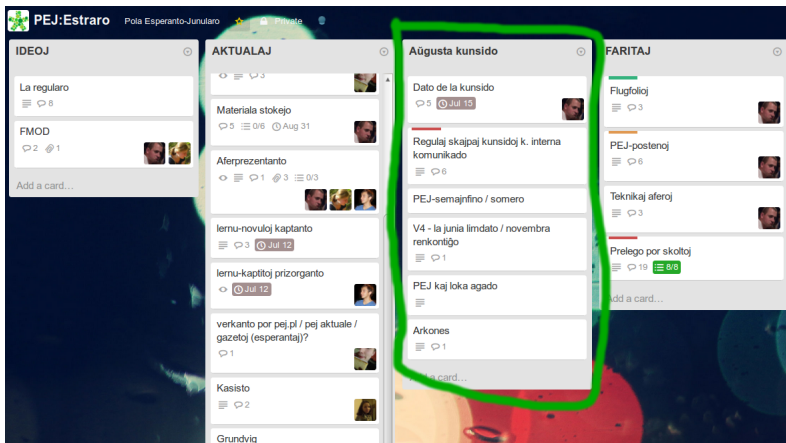 PEJ:Estraro
Pola Esperanto-Junularo
Private
IDEOJ
La regularo
8
FMOD
2
1
Add a card…
AKTUALAJ
3
Materiala stokejo
5
0/6
Aug 31
Aferprezentanto
1
3
0/3
lernu-novuloj kaptanto
3
Jul 12
lernu-kaptitoj prizorganto
Jul 12
verkanto por pej.pl / pej aktuale /
gazetoj (esperantaj)?
1
Kasisto
2
Grundvig
Aŭgusta kunsido
Dato de la kunsido
5
Jul 15
Regulaj skajpaj kunsidoj k. interna
komunikado
6
PEJ-semajnfino / somero
V4 - la junia limdato / novembra
renkontiĝo
1
PEJ kaj loka agado
Arkones
1
Add a card…
FARITAJ
Flugfolioj
3
PEJ-postenoj
6
Teknikaj aferoj
3
Prelego por skoltoj
19
8/8
Add a card…